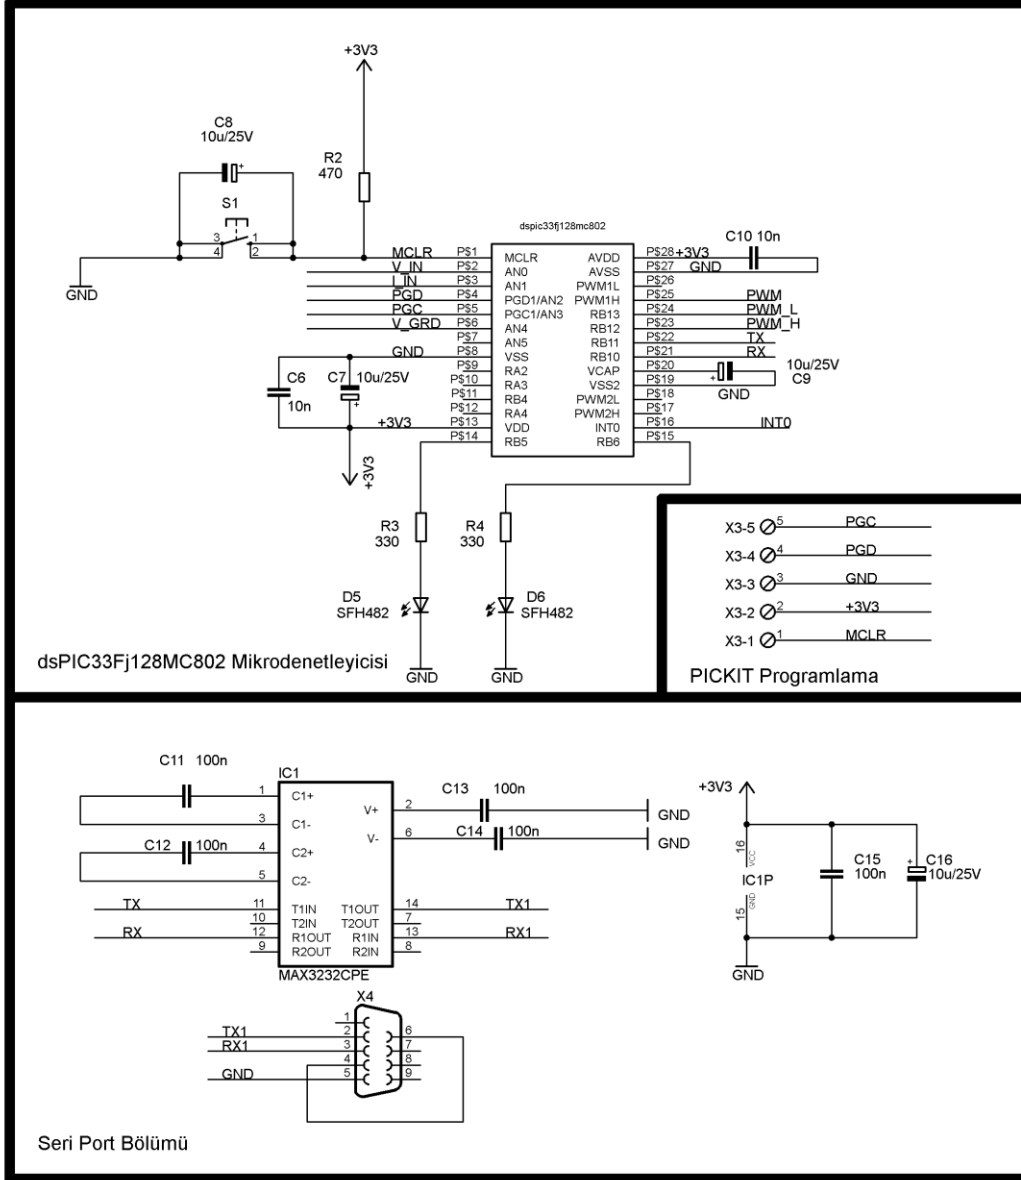 +3V3
C8
10u/25V
R2
470
S1
3 1
4 2
GND
dspic33fj128mc802
C10 10n
MCLR P$1 MCLR AVDD P$28 +3V3
V_IN P$2 AN0 AVSS P$27 GND
I_IN P$3 AN1 PWM1L P$26
PGD P$4 PGD1/AN2 PWM1H P$25 PWM
PGC P$5 PGC1/AN3 RB13 P$24 PWM_L
V_GRD P$6 AN4 RB12 P$23 PWM_H
P$7 AN5 RB11 P$22 TX
GND P$8 VSS RB10 P$21 RX
P$9 RA2 VCAP P$20
P$10 RA3 VSS2 P$19
P$11 RB4 PWM2L P$18
P$12 RA4 PWM2H P$17
+3V3 P$13 VDD INT0 P$16 INT0
P$14 RB5 RB6 P$15
C6
10n
C7 10u/25V
10u/25V
C9
GND
+3V3
R3
330
R4
330
D5
SFH482
D6
SFH482
GND
GND
dsPIC33Fj128MC802 Mikrodenetleyicisi
X3-5 5 PGC
X3-4 4 PGD
X3-3 3 GND
X3-2 2 +3V3
X3-1 1 MCLR
PICKIT Programlama
C11 100n
IC1
1 C1+
3 C1-
C12 100n
4 C2+
5 C2-
V+ 2
V- 6
C13 100n
GND
C14 100n
GND
TX 11 T1IN T1OUT 14 TX1
10 T2IN T2OUT 7
RX 12 R1OUT R1IN 13 RX1
9 R2OUT R2IN 8
MAX3232CPE
+3V3
16 VCC
IC1P
15 GND
C15
100n
C16
10u/25V
GND
X4
1
TX1 2 6
RX1 3 7
4 8
GND 5 9
Seri Port Bölümü